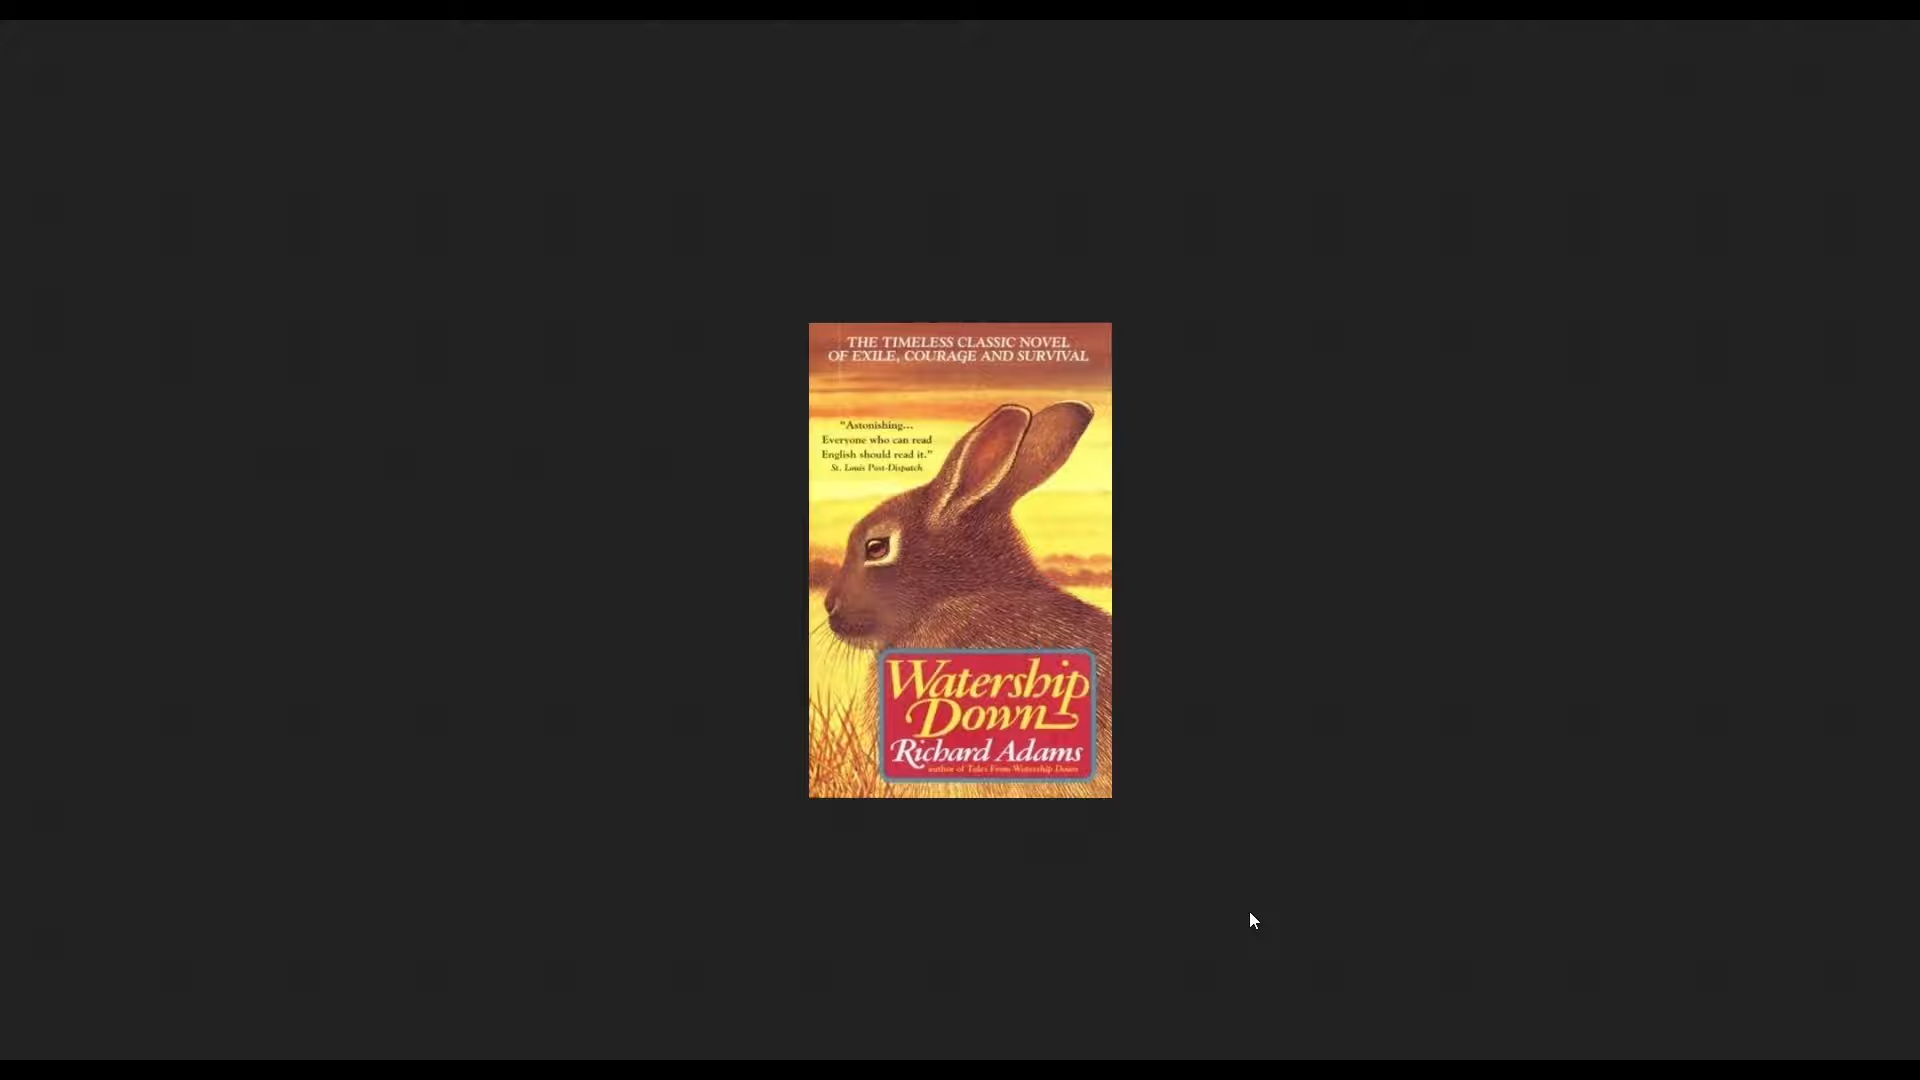 THE TIMELESS CLASSIC NOVEL
OF EXILE, COURAGE AND SURVIVAL
"Astonishing...
Everyone who can read
English should read it."
St. Louis Post-Dispatch
Watership
Down
Richard Adams
author of Tales From Watership Down